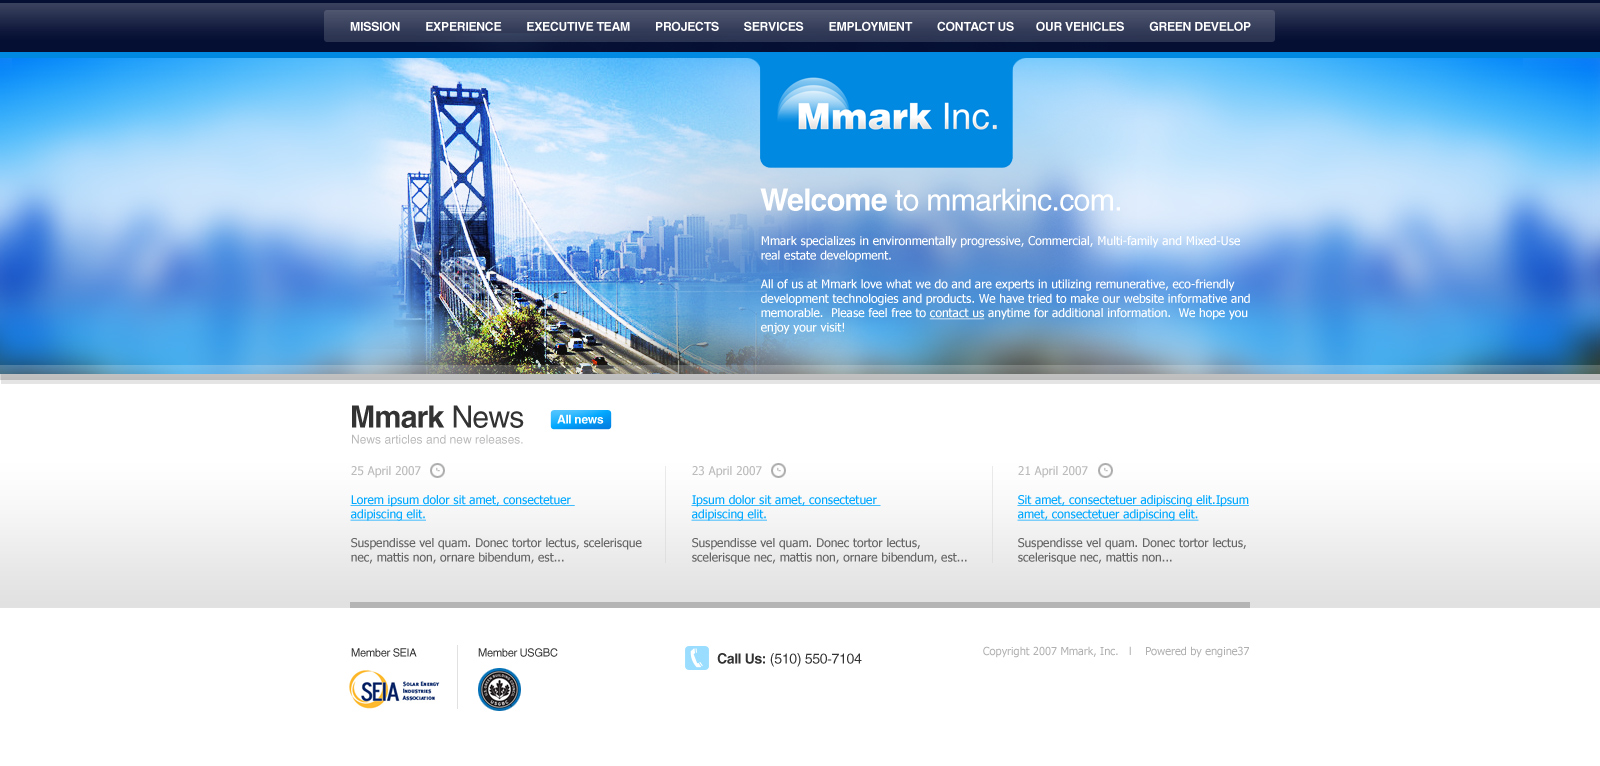 MISSION EXPERIENCE EXECUTIVE TEAM PROJECTS SERVICES EMPLOYMENT CONTACT US OUR VEHICLES GREEN DEVELOP
Mmark Inc.
Welcome to mmarkinc.com.
Mmark specializes in environmentally progressive, Commercial, Multi-family and Mixed-Use
real estate development.
All of us at Mmark love what we do and are experts in utilizing remunerative, eco-friendly
development technologies and products. We have tried to make our website informative and
memorable. Please feel free to contact us anytime for additional information. We hope you
enjoy your visit!
Mmark News All news
News articles and new releases.
25 April 2007
Lorem ipsum dolor sit amet, consectetuer
adipiscing elit.
Suspendisse vel quam. Donec tortor lectus, scelerisque
nec, mattis non, ornare bibendum, est...
23 April 2007
Ipsum dolor sit amet, consectetuer
adipiscing elit.
Suspendisse vel quam. Donec tortor lectus,
scelerisque nec, mattis non, ornare bibendum, est...
21 April 2007
Sit amet, consectetuer adipiscing elit.Ipsum
amet, consectetuer adipiscing elit.
Suspendisse vel quam. Donec tortor lectus,
scelerisque nec, mattis non...
Member SEIA
SEIA
SOLAR ENERGY
INDUSTRIES
ASSOCIATION
Member USGBC
USGBC
Call Us: (510) 550-7104
Copyright 2007 Mmark, Inc. | Powered by engine37